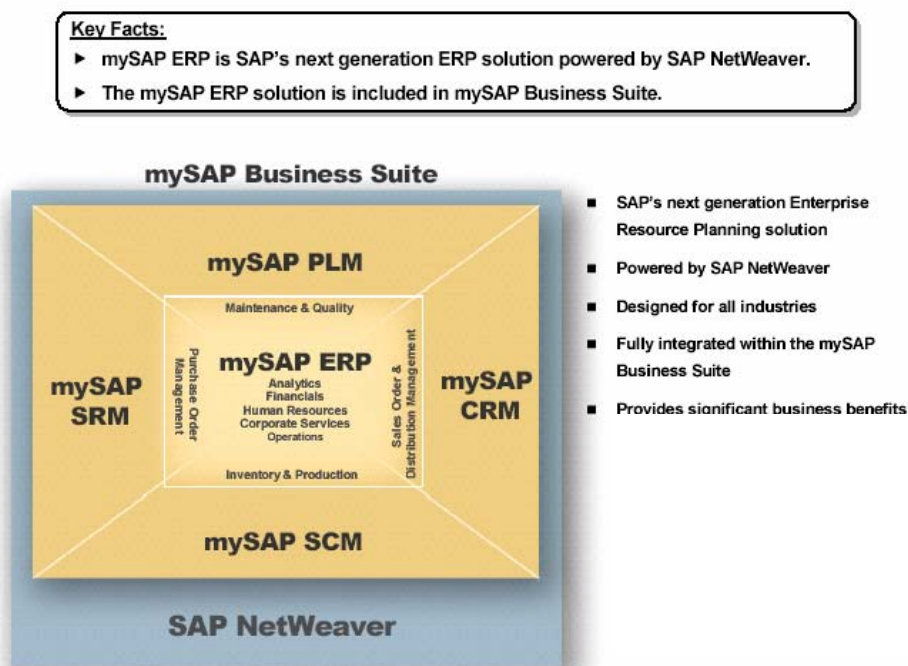 Key Facts:
► mySAP ERP is SAP's next generation ERP solution powered by SAP NetWeaver.
► The mySAP ERP solution is included in mySAP Business Suite.
mySAP Business Suite
mySAP PLM
Maintenance & Quality
mySAP
SRM
Purchase Order
Management
mySAP ERP
Analytics
Financials
Human Resources
Corporate Services
Operations
Sales Order &
Distribution Management
mySAP
CRM
Inventory & Production
mySAP SCM
SAP NetWeaver
■ SAP's next generation Enterprise
Resource Planning solution
■ Powered by SAP NetWeaver
■ Designed for all industries
■ Fully integrated within the mySAP
Business Suite
■ Provides significant business benefits